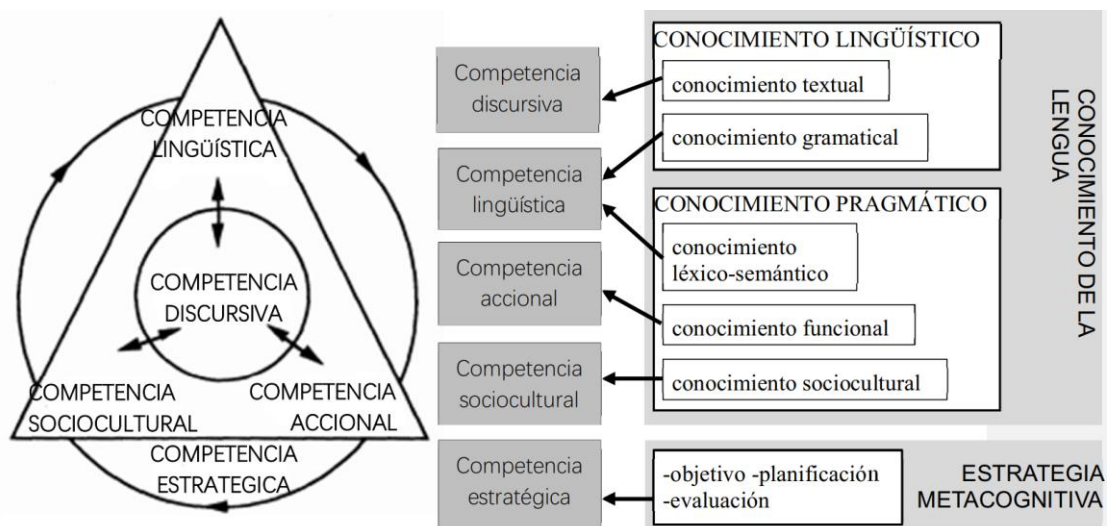 COMPETENCIA
LINGÜÍSTICA
COMPETENCIA
DISCURSIVA
COMPETENCIA
SOCIOCULTURAL
COMPETENCIA
ACCIONAL
COMPETENCIA
ESTRATEGICA
Competencia
discursiva
Competencia
lingüística
Competencia
accional
Competencia
sociocultural
Competencia
estratégica
CONOCIMIENTO LINGÜÍSTICO
conocimiento textual
conocimiento gramatical
CONOCIMIENTO PRAGMÁTICO
conocimiento
léxico-semántico
conocimiento funcional
conocimiento sociocultural
-objetivo -planificación
-evaluación
CONOCIMIENTO DE LA
LENGUA
ESTRATEGIA
METACOGNITIVA